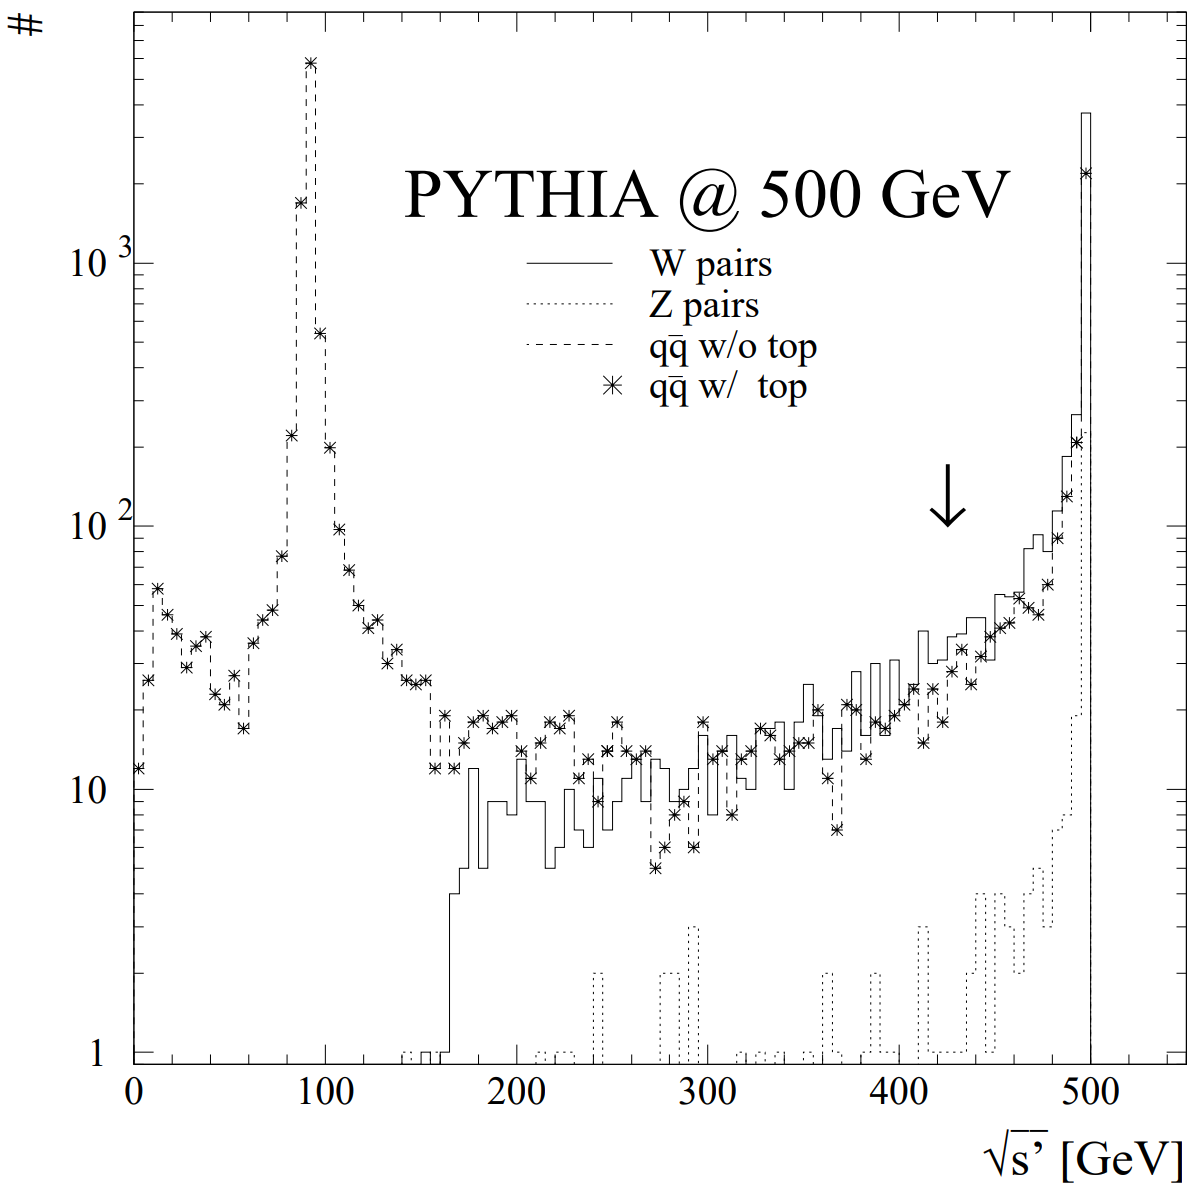 #
PYTHIA @ 500 GeV
W pairs
Z pairs
qq̅ w/o top
qq̅ w/ top
10 3
10 2
10
1
0 100 200 300 400 500
√s’ [GeV]